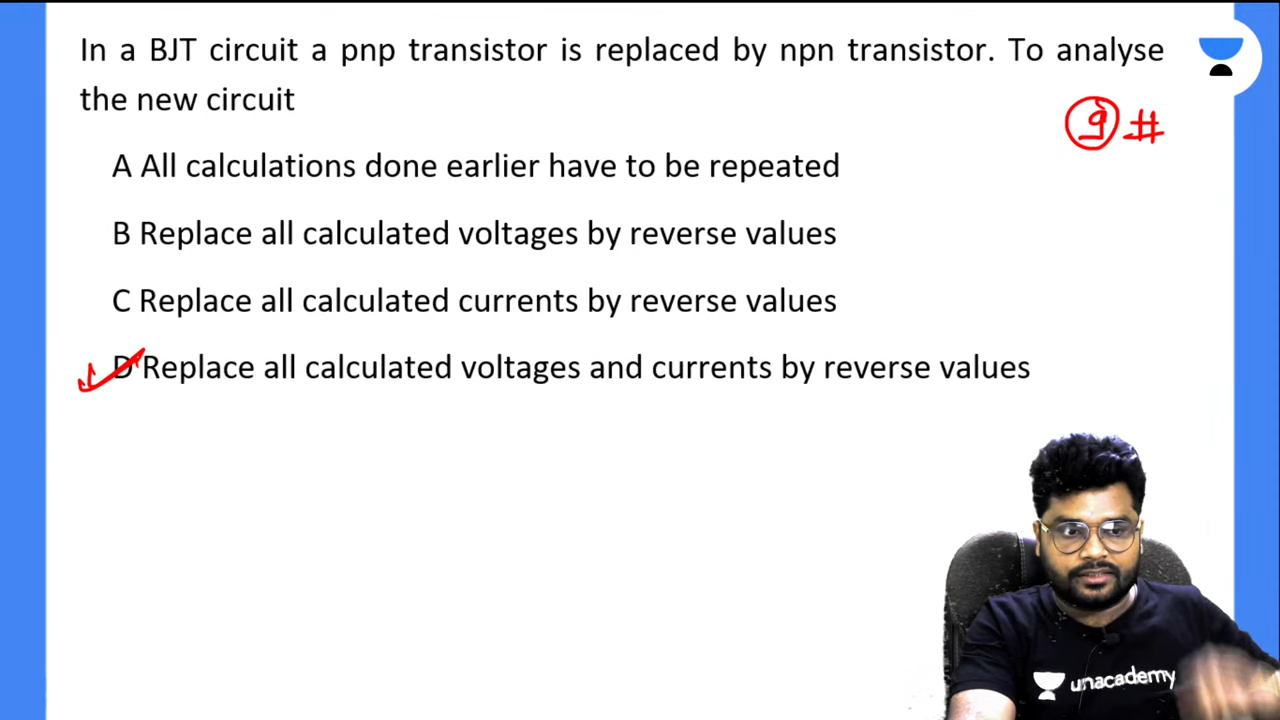 In a BJT circuit a pnp transistor is replaced by npn transistor. To analyse
the new circuit
A All calculations done earlier have to be repeated
B Replace all calculated voltages by reverse values
C Replace all calculated currents by reverse values
D Replace all calculated voltages and currents by reverse values
unacademy